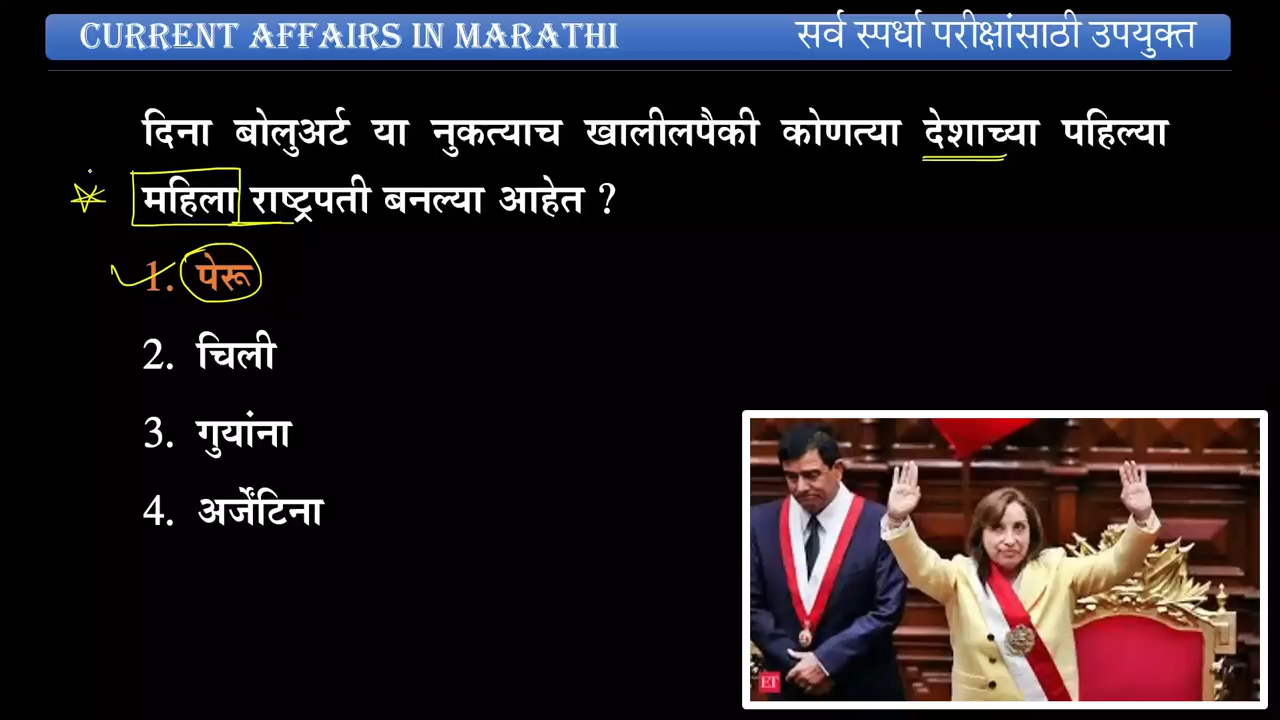 CURRENT AFFAIRS IN MARATHI सर्व स्पर्धा परीक्षांसाठी उपयुक्त
दिना बोलुअर्ट या नुकत्याच खालीलपैकी कोणत्या देशाच्या पहिल्या
महिला राष्ट्रपती बनल्या आहेत ?
1. पेरू
2. चिली
3. गुयांना
4. अर्जेंटिना
ET